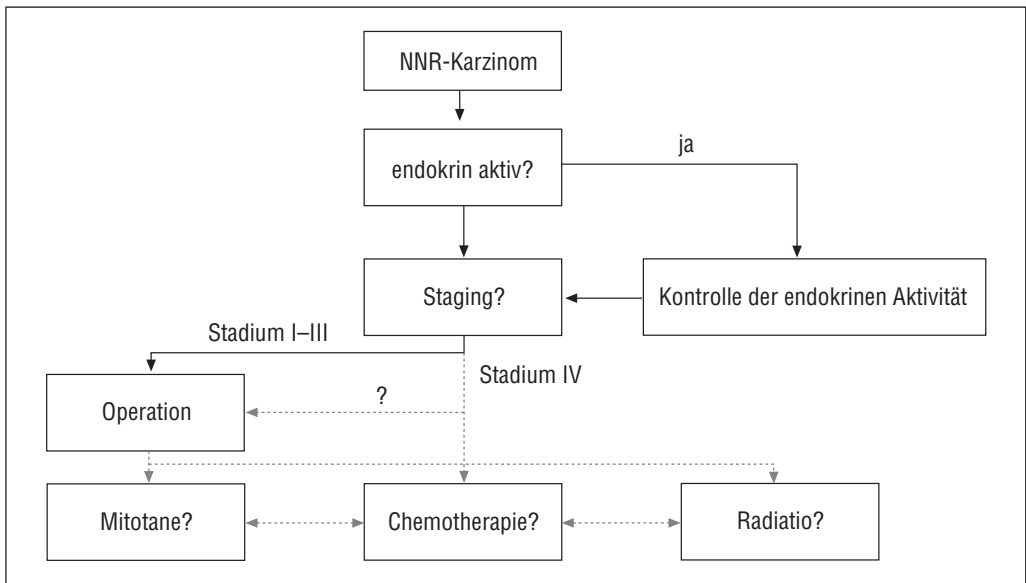 NNR-Karzinom
endokrin aktiv?
ja
Staging?
Kontrolle der endokrinen Aktivität
Stadium I–III
Stadium IV
Operation
?
Mitotane?
Chemotherapie?
Radiatio?